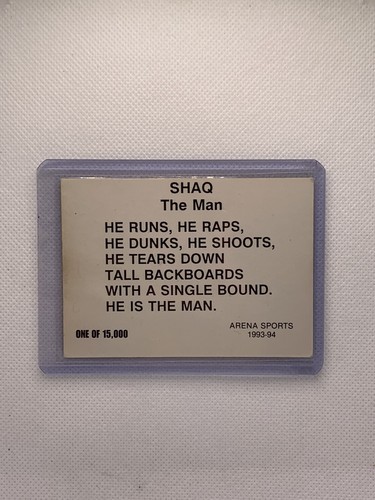 SHAQ
The Man
HE RUNS, HE RAPS,
HE DUNKS, HE SHOOTS,
HE TEARS DOWN
TALL BACKBOARDS
WITH A SINGLE BOUND.
HE IS THE MAN.
ONE OF 15,000
ARENA SPORTS
1993-94